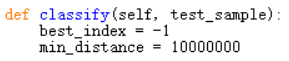 def classify(self, test_sample):
    best_index = -1
    min_distance = 10000000